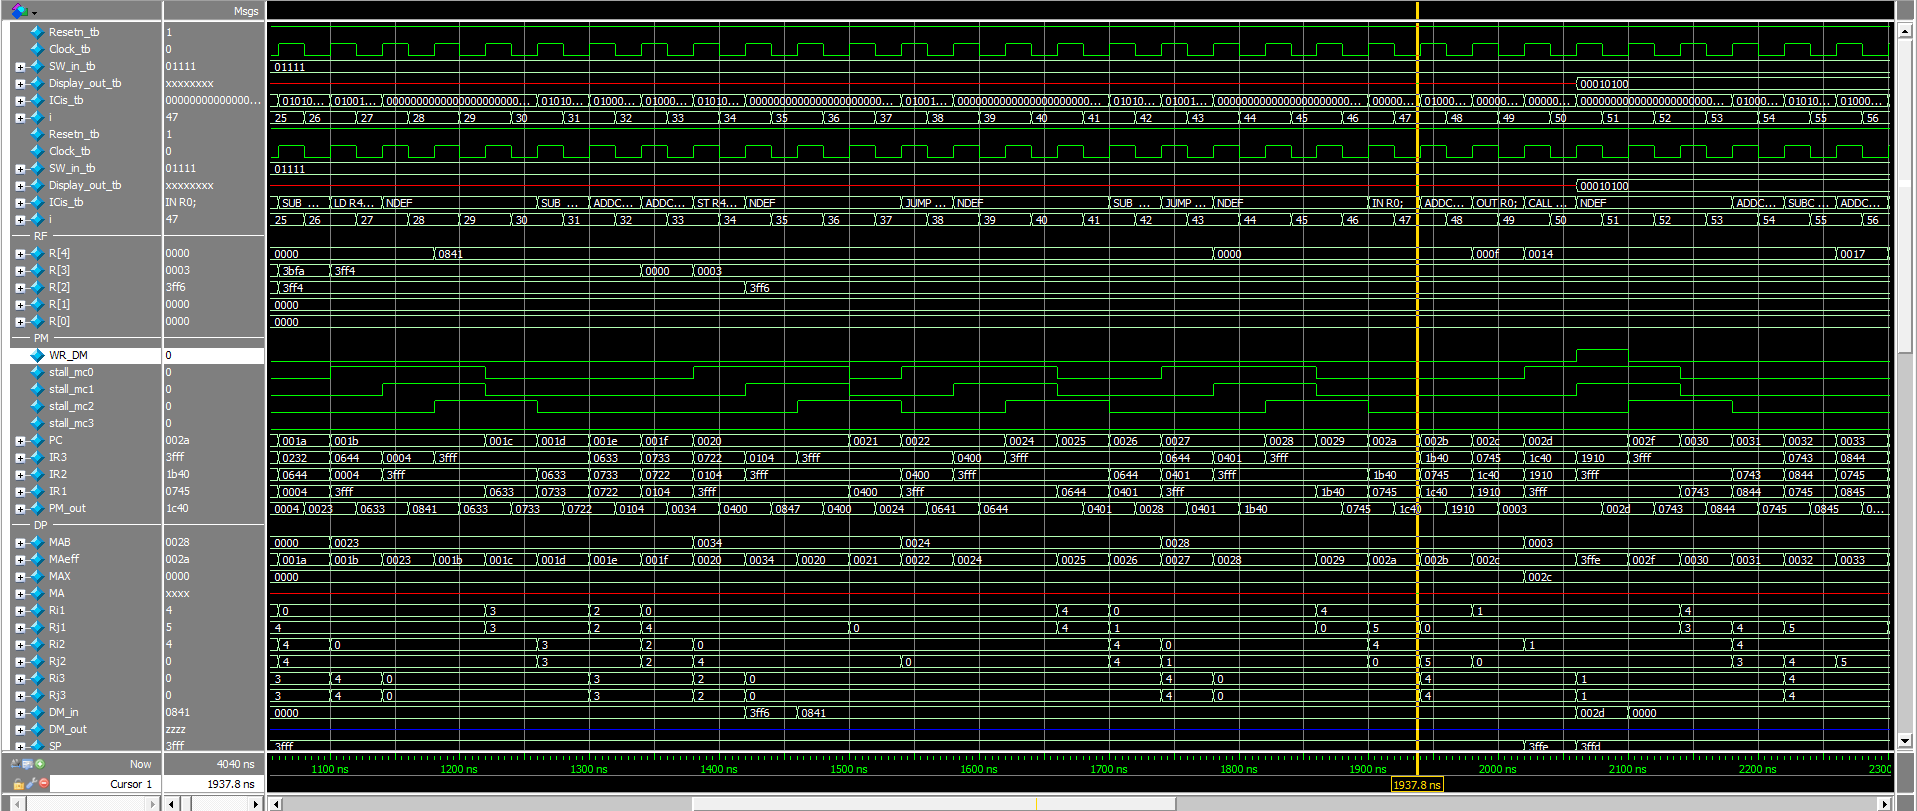 Msgs
Resetn_tb 1
Clock_tb 0
SW_in_tb 01111 01111
Display_out_tb xxxxxxxx 00010100
ICis_tb 00000000000000... 01010... 01001... 0000000000000000000000... 01010... 01000... 01000... 01010... 0000000000000000000000... 01001... 0000000000000000000000... 01010... 01001... 0000000000000000000000... 00000... 01000... 00000... 00000... 0000000000000000000000... 01000... 01010... 01000...
i 47 25 26 27 28 29 30 31 32 33 34 35 36 37 38 39 40 41 42 43 44 45 46 47 48 49 50 51 52 53 54 55 56
Resetn_tb 1
Clock_tb 0
SW_in_tb 01111 01111
Display_out_tb xxxxxxxx 00010100
ICis_tb IN R0; SUB ... LD R4... NDEF SUB ... ADDC... ADDC... ST R4... NDEF JUMP ... NDEF SUB ... JUMP ... NDEF IN R0; ADDC... OUT R0; CALL ... NDEF ADDC... SUBC ... ADDC...
i 47 25 26 27 28 29 30 31 32 33 34 35 36 37 38 39 40 41 42 43 44 45 46 47 48 49 50 51 52 53 54 55 56
RF
R[4] 0000 0000 0841 0000 000f 0014 0017
R[3] 0003 3bfa 3ff4 0000 0003
R[2] 3ff6 3ff4 3ff6
R[1] 0000 0000
R[0] 0000 0000
PM
WR_DM 0
stall_mc0 0
stall_mc1 0
stall_mc2 0
stall_mc3 0
PC 002a 001a 001b 001c 001d 001e 001f 0020 0021 0022 0024 0025 0026 0027 0028 0029 002a 002b 002c 002d 002f 0030 0031 0032 0033
IR3 3fff 0232 0644 0004 3fff 0633 0733 0722 0104 3fff 0400 3fff 0644 0401 3fff 1b40 0745 1c40 1910 3fff 0743 0844
IR2 1b40 0644 0004 3fff 0633 0733 0722 0104 3fff 0400 3fff 0644 0401 3fff 1b40 0745 1c40 1910 3fff 0743 0844 0745
IR1 0745 0004 3fff 0633 0733 0722 0104 3fff 0400 3fff 0644 0401 3fff 1b40 0745 1c40 1910 3fff 0743 0844 0745 0845
PM_out 1c40 0004 0023 0633 0841 0633 0733 0722 0104 0034 0400 0847 0400 0024 0641 0644 0401 0028 0401 1b40 0745 1c40 1910 0003 002d 0743 0844 0745 0845 0...
DP
MAB 0028 0000 0023 0034 0024 0028 0003
MAeff 002a 001a 001b 0023 001b 001c 001d 001e 001f 0020 0034 0020 0021 0022 0024 0025 0026 0027 0028 0029 002a 002b 002c 3ffe 002f 0030 0031 0032 0033
MAX 0000 0000 002c
MA xxxx
Ri1 4 0 3 2 0 4 0 4 1 4
Rj1 5 4 3 2 4 0 4 1 0 5 0 3 4 5
Ri2 4 4 0 3 2 0 4 0 4 1 4
Rj2 0 4 3 2 4 0 4 1 0 5 0 3 4 5
Ri3 0 3 4 0 3 2 0 4 0 4 1 4
Rj3 0 3 4 0 3 2 0 4 0 4 1 4
DM_in 0841 0000 3ff6 0841 002d 0000
DM_out zzzz
SP 3fff 3fff 3ffe 3ffd
Now 4040 ns 1100 ns 1200 ns 1300 ns 1400 ns 1500 ns 1600 ns 1700 ns 1800 ns 1900 ns 2000 ns 2100 ns 2200 ns 2300
Cursor 1 1937.8 ns 1937.8 ns